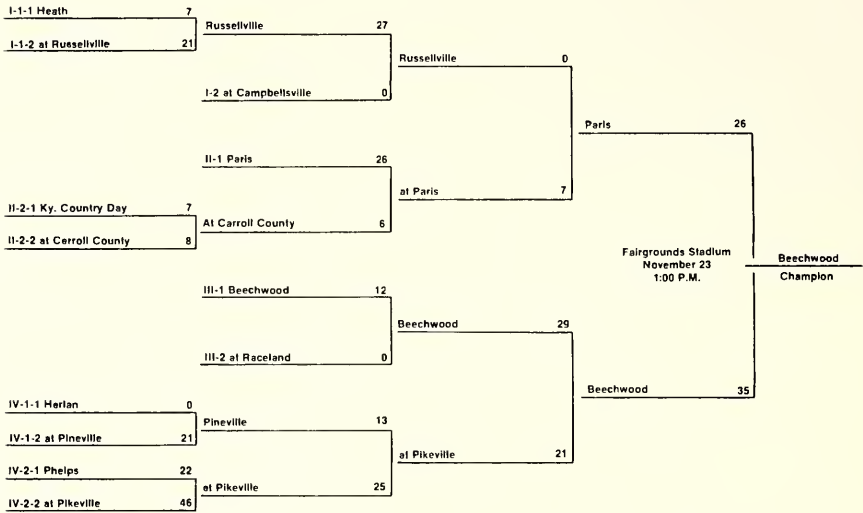 I-1-1 Heath 7
I-1-2 at Russellville 21
Russellville 27
I-2 at Campbellsville 0
Russellville 0
II-1 Paris 26
II-2-1 Ky. Country Day 7
II-2-2 at Cerroll County 8
At Carroll County 6
at Paris 7
Paris 26
Fairgrounds Stadium
November 23
1:00 P.M.
Beechwood
Champion
III-1 Beechwood 12
III-2 at Raceland 0
Beechwood 29
Beechwood 35
IV-1-1 Herlan 0
IV-1-2 at Pineville 21
Pineville 13
IV-2-1 Phelps 22
IV-2-2 at Pikeville 46
et Pikeville 25
at Pikeville 21